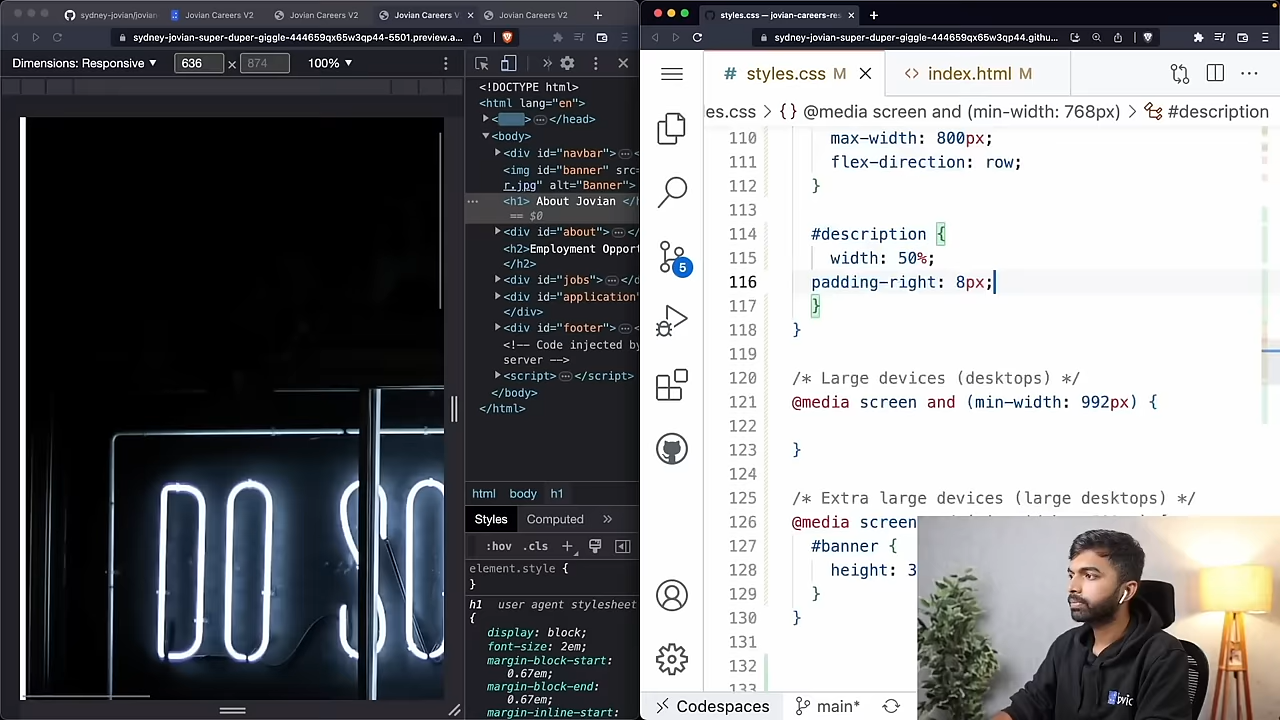 sydney-jovian/jovian
Jovian Careers V2
Jovian Careers V2
Jovian Careers V
Jovian Careers V2
sydney-jovian-super-duper-giggle-444659qx65w3qp44-5501.preview.a...
Dimensions: Responsive
636
×
874
100%
<!DOCTYPE html>
<html lang="en">
</head>
<body>
<div id="navbar">
<img id="banner" src=
r.jpg" alt="Banner">
<h1> About Jovian </h
== $0
<div id="about">
</
<h2>Employment Oppor
</h2>
<div id="jobs">
</d
<div id="application"
</div>
<div id="footer">
<!-- Code injected by
server -->
<script>
</script>
</body>
</html>
html
body
h1
Styles
Computed
:hov
.cls
element.style {
}
h1 user agent stylesheet
{
display: block;
font-size: 2em;
margin-block-start:
0.67em;
margin-block-end:
0.67em;
margin-inline-start:
DO SO
styles.css — jovian-careers-res
sydney-jovian-super-duper-giggle-444659qx65w3qp44.githu...
# styles.css M
<> index.html M
es.css > {} @media screen and (min-width: 768px) > #description
110 max-width: 800px;
111 flex-direction: row;
112 }
113
114 #description {
115 width: 50%;
116 padding-right: 8px;
117 }
118 }
119
120 /* Large devices (desktops) */
121 @media screen and (min-width: 992px) {
122
123 }
124
125 /* Extra large devices (large desktops) */
126 @media screen
127 #banner {
128 height: 3
129 }
130 }
131
132
133
5
Codespaces
main*